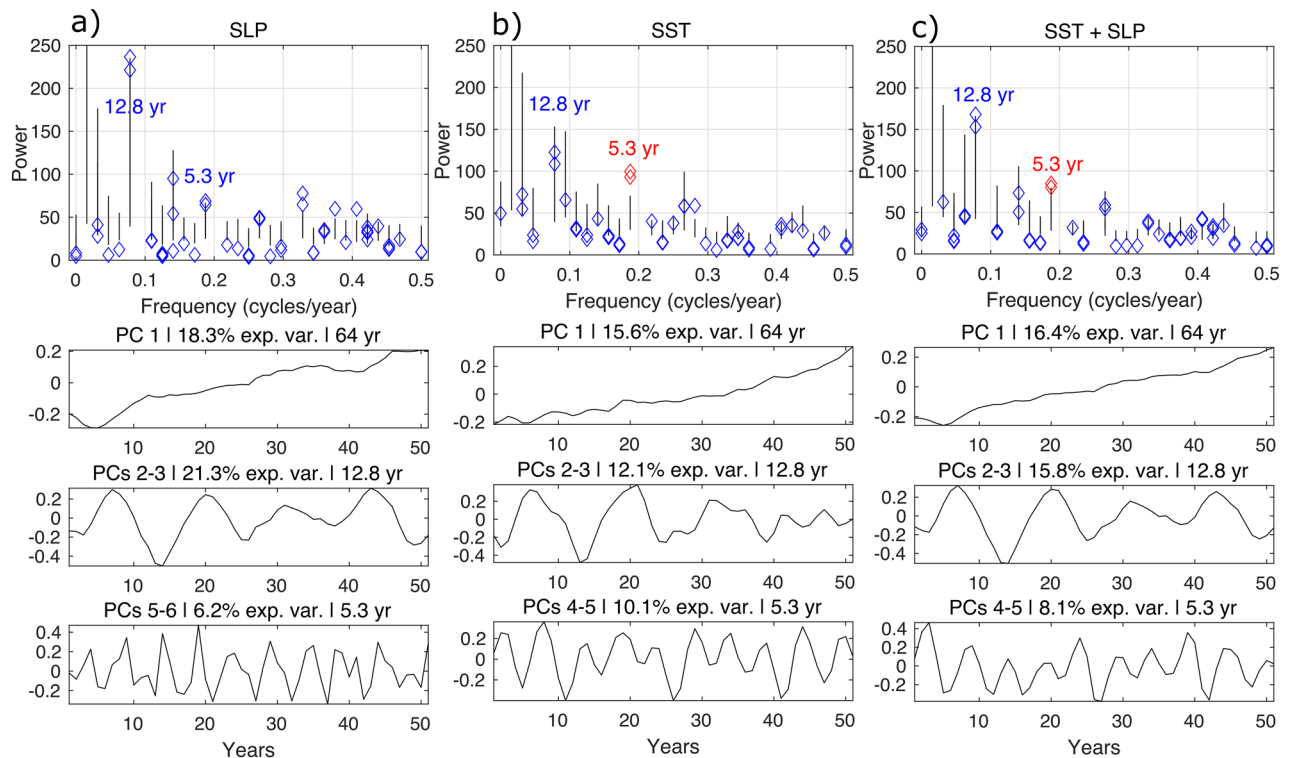 a) SLP
250
200
150
100
50
0
Power
12.8 yr
5.3 yr
0 0.1 0.2 0.3 0.4 0.5
Frequency (cycles/year)
PC 1 | 18.3% exp. var. | 64 yr
0.2
0
-0.2
10 20 30 40 50
PCs 2-3 | 21.3% exp. var. | 12.8 yr
0.2
0
-0.2
-0.4
10 20 30 40 50
PCs 5-6 | 6.2% exp. var. | 5.3 yr
0.4
0.2
0
-0.2
10 20 30 40 50
Years
b) SST
250
200
150
100
50
0
Power
12.8 yr
5.3 yr
0 0.1 0.2 0.3 0.4 0.5
Frequency (cycles/year)
PC 1 | 15.6% exp. var. | 64 yr
0.2
0
-0.2
10 20 30 40 50
PCs 2-3 | 12.1% exp. var. | 12.8 yr
0.2
0
-0.2
-0.4
10 20 30 40 50
PCs 4-5 | 10.1% exp. var. | 5.3 yr
0.2
0
-0.2
10 20 30 40 50
Years
c) SST + SLP
250
200
150
100
50
0
Power
12.8 yr
5.3 yr
0 0.1 0.2 0.3 0.4 0.5
Frequency (cycles/year)
PC 1 | 16.4% exp. var. | 64 yr
0.2
0
-0.2
10 20 30 40 50
PCs 2-3 | 15.8% exp. var. | 12.8 yr
0.2
0
-0.2
-0.4
10 20 30 40 50
PCs 4-5 | 8.1% exp. var. | 5.3 yr
0.4
0.2
0
-0.2
10 20 30 40 50
Years